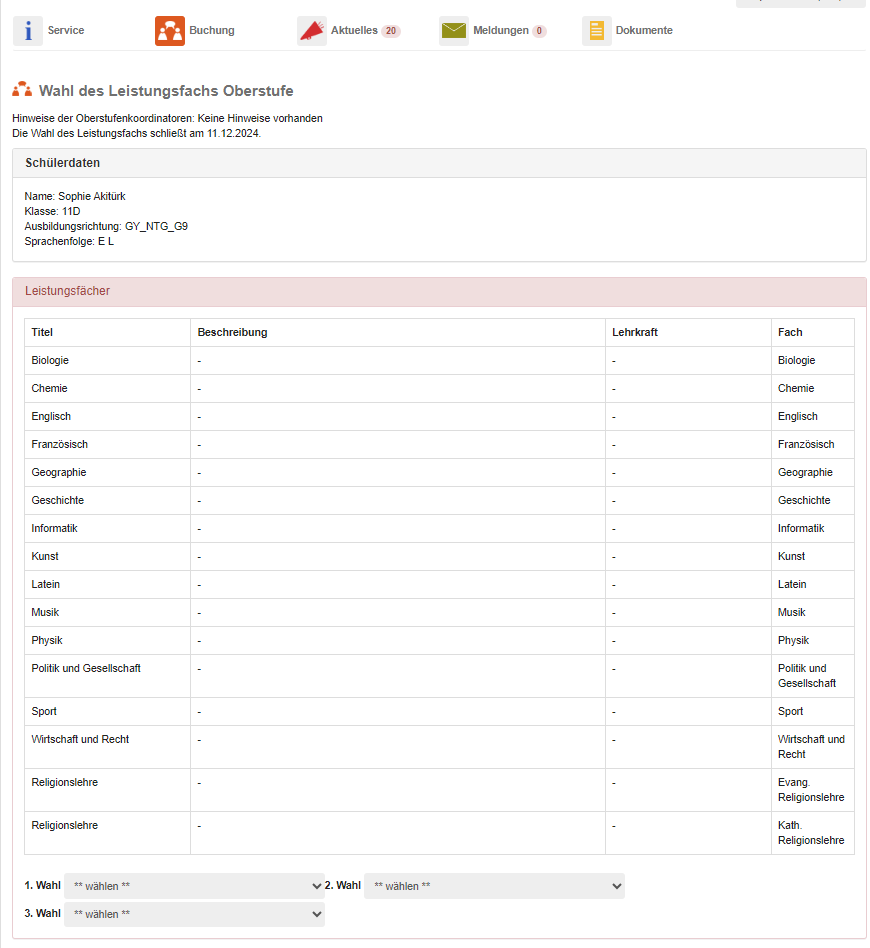 Service Buchung Aktuelles 20 Meldungen 0 Dokumente
Wahl des Leistungsfachs Oberstufe
Hinweise der Oberstufenkoordinatoren: Keine Hinweise vorhanden
Die Wahl des Leistungsfachs schließt am 11.12.2024.
Schülerdaten
Name: Sophie Akitürk
Klasse: 11D
Ausbildungsrichtung: GY_NTG_G9
Sprachenfolge: E L
Leistungsfächer
Titel Beschreibung Lehrkraft Fach
Biologie - - Biologie
Chemie - - Chemie
Englisch - - Englisch
Französisch - - Französisch
Geographie - - Geographie
Geschichte - - Geschichte
Informatik - - Informatik
Kunst - - Kunst
Latein - - Latein
Musik - - Musik
Physik - - Physik
Politik und Gesellschaft - - Politik und
Gesellschaft
Sport - - Sport
Wirtschaft und Recht - - Wirtschaft und
Recht
Religionslehre - - Evang.
Religionslehre
Religionslehre - - Kath.
Religionslehre
1. Wahl ** wählen ** 2. Wahl ** wählen **
3. Wahl ** wählen **